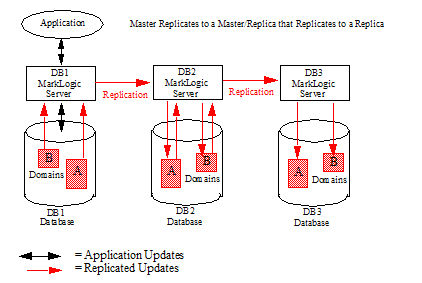 Application
Master Replicates to a Master/Replica that Replicates to a Replica
DB1
MarkLogic
Server
DB2
MarkLogic
Server
DB3
MarkLogic
Server
Replication
Replication
B
A
Domains
A
B
Domains
A
B
Domains
DB1
Database
DB2
Database
DB3
Database
= Application Updates
= Replicated Updates